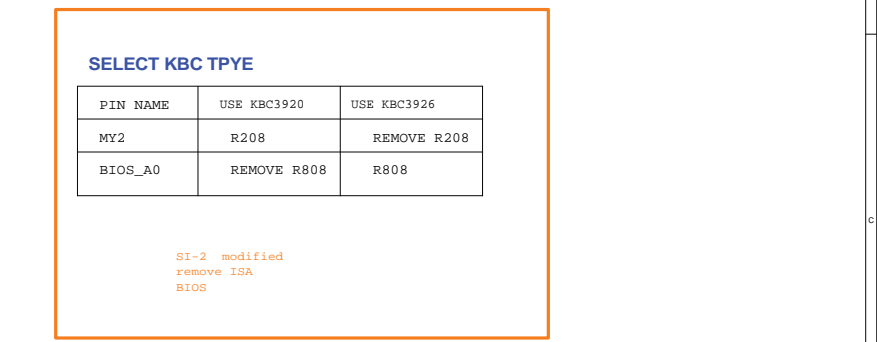 SELECT KBC TPYE
PIN NAME USE KBC3920 USE KBC3926
MY2 R208 REMOVE R208
BIOS_A0 REMOVE R808 R808
C
SI-2 modified
remove ISA
BIOS